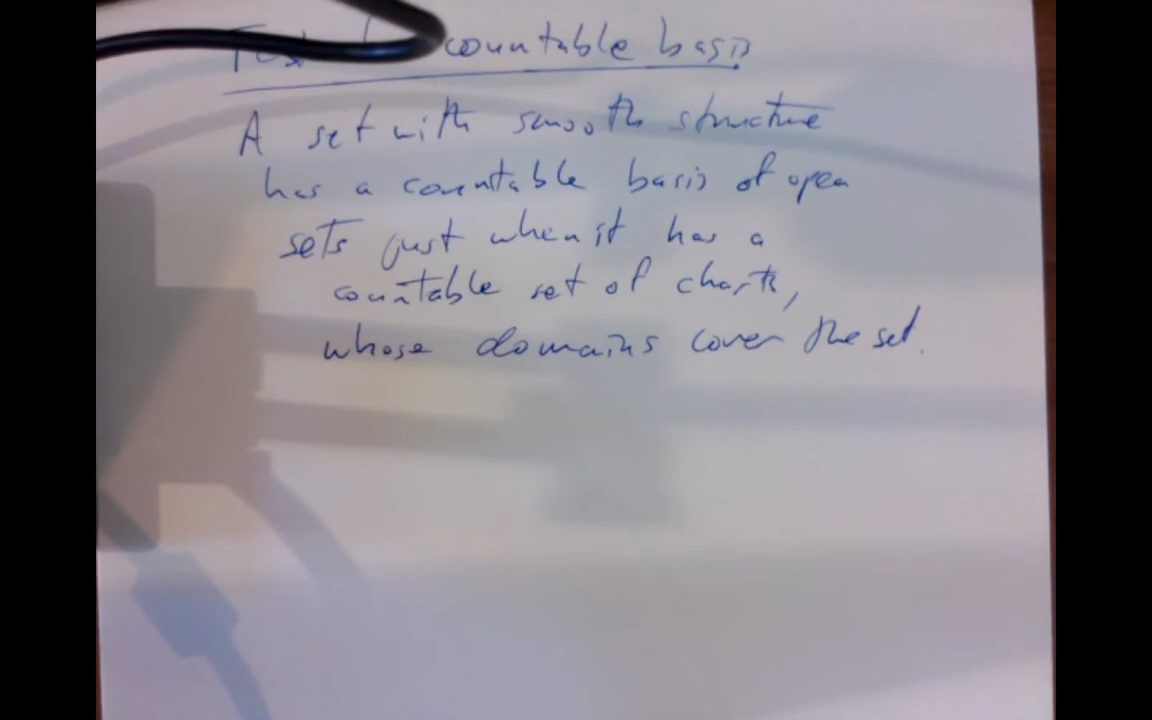 Test countable basis
A set with smooth structure
has a countable basis of open
sets just when it has a
countable set of charts,
whose domains cover the set.